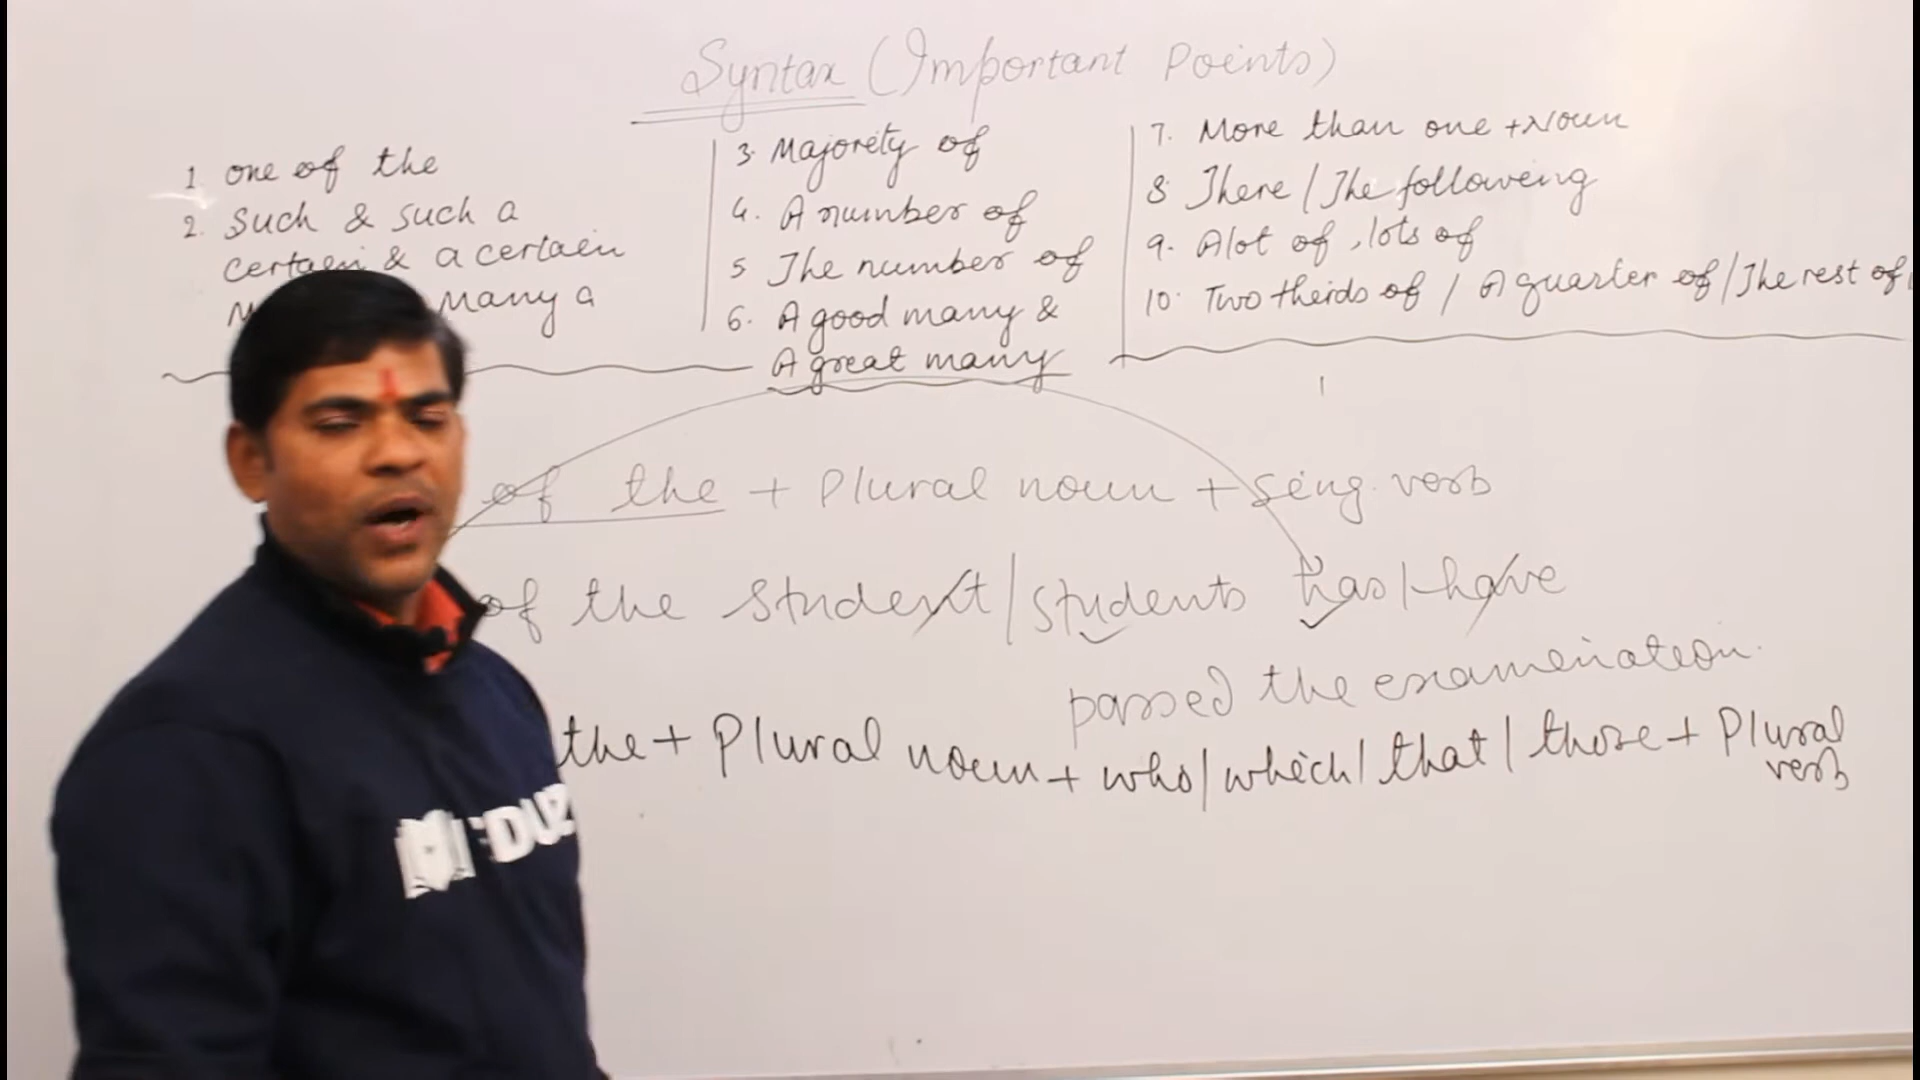 Syntax (Important Points)
1. one of the
2. Such & such a
certain & a certain
Many a
3. Majority of
4. A number of
5 The number of
6. A good many &
A great many
7. More than one + Noun
8 There / The following
9. A lot of , lots of
10. Two thirds of / A quarter of / The rest of
of the + Plural noun + sing. verb
of the student / students has / have
passed the examination.
the + Plural noun + who / which / that / those + Plural
verb